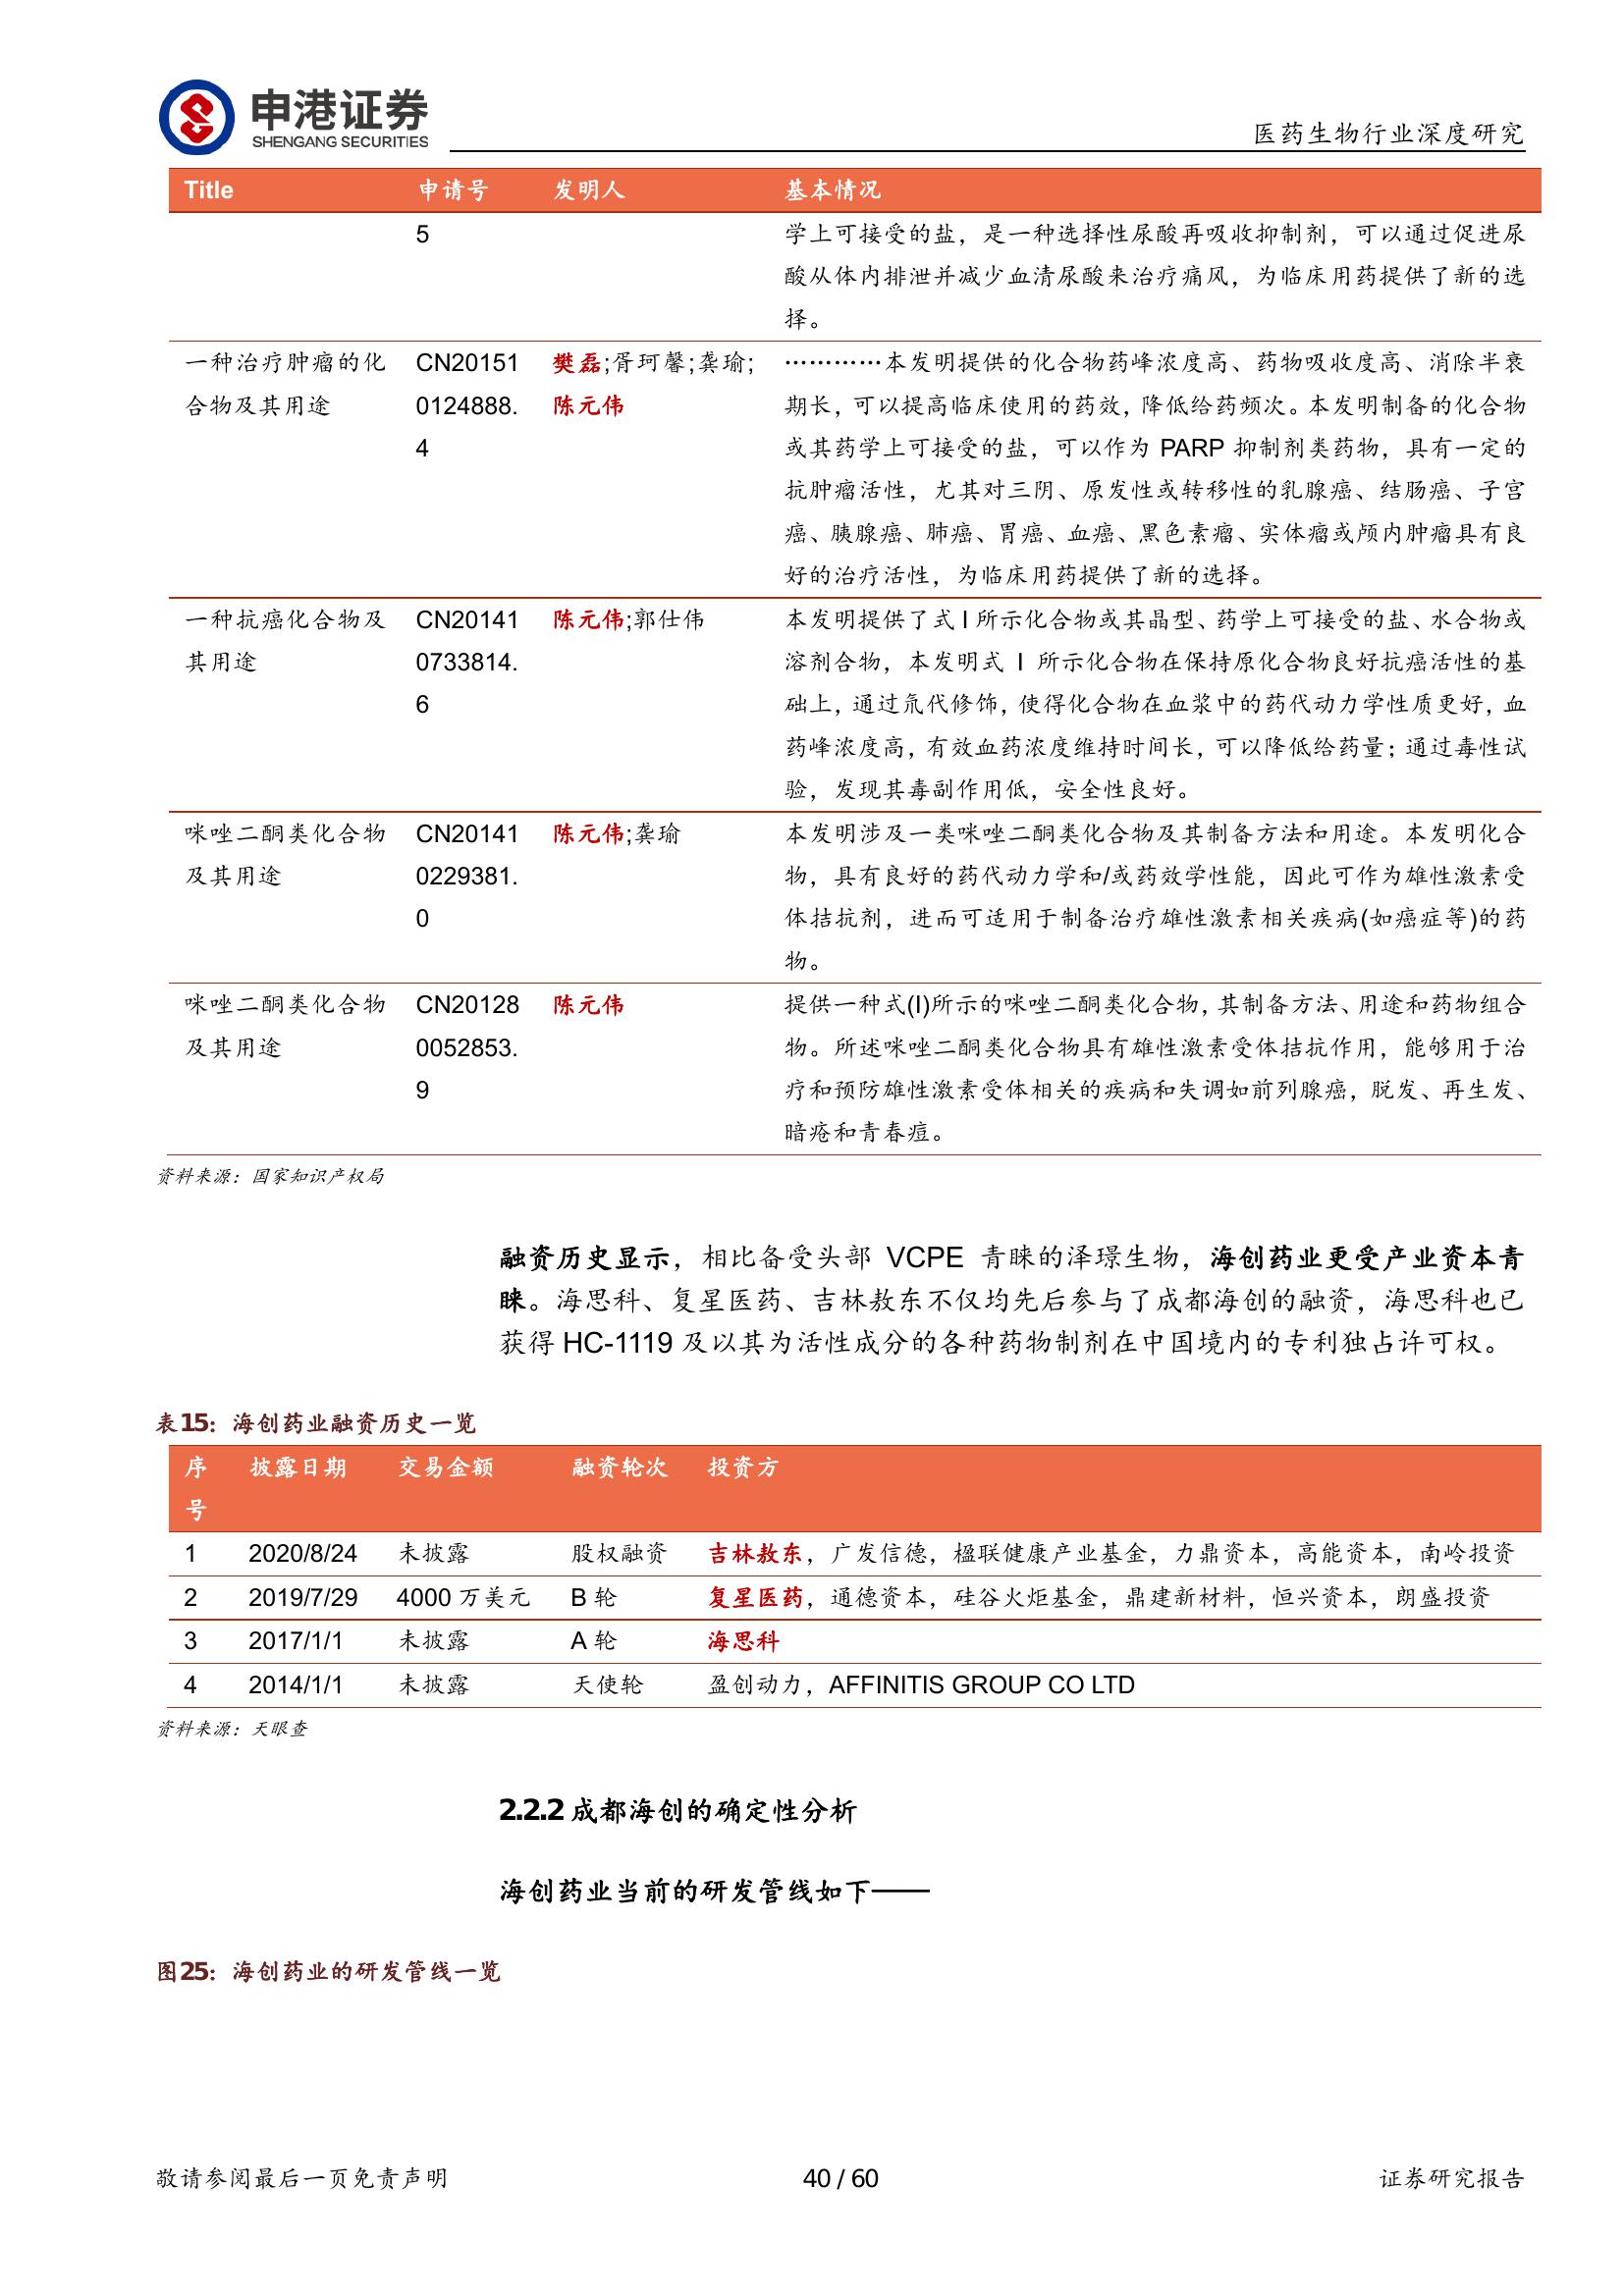 申港证券
SHENGANG SECURITIES
医药生物行业深度研究
Title 申请号 发明人 基本情况
5 学上可接受的盐，是一种选择性尿酸再吸收抑制剂，可以通过促进尿
酸从体内排泄并减少血清尿酸来治疗痛风，为临床用药提供了新的选
择。
一种治疗肿瘤的化 CN20151 樊磊;胥珂馨;龚瑜; …………本发明提供的化合物药峰浓度高、药物吸收度高、消除半衰
合物及其用途 0124888. 陈元伟 期长，可以提高临床使用的药效，降低给药频次。本发明制备的化合物
4 或其药学上可接受的盐，可以作为 PARP 抑制剂类药物，具有一定的
抗肿瘤活性，尤其对三阴、原发性或转移性的乳腺癌、结肠癌、子宫
癌、胰腺癌、肺癌、胃癌、血癌、黑色素瘤、实体瘤或颅内肿瘤具有良
好的治疗活性，为临床用药提供了新的选择。
一种抗癌化合物及 CN20141 陈元伟;郭仕伟 本发明提供了式 I 所示化合物或其晶型、药学上可接受的盐、水合物或
其用途 0733814. 溶剂合物，本发明式 I 所示化合物在保持原化合物良好抗癌活性的基
6 础上，通过氘代修饰，使得化合物在血浆中的药代动力学性质更好，血
药峰浓度高，有效血药浓度维持时间长，可以降低给药量；通过毒性试
验，发现其毒副作用低，安全性良好。
咪唑二酮类化合物 CN20141 陈元伟;龚瑜 本发明涉及一类咪唑二酮类化合物及其制备方法和用途。本发明化合
及其用途 0229381. 物，具有良好的药代动力学和/或药效学性能，因此可作为雄性激素受
0 体拮抗剂，进而可适用于制备治疗雄性激素相关疾病(如癌症等)的药
物。
咪唑二酮类化合物 CN20128 陈元伟 提供一种式(I)所示的咪唑二酮类化合物，其制备方法、用途和药物组合
及其用途 0052853. 物。所述咪唑二酮类化合物具有雄性激素受体拮抗作用，能够用于治
9 疗和预防雄性激素受体相关的疾病和失调如前列腺癌，脱发、再生发、
暗疮和青春痘。
资料来源：国家知识产权局
融资历史显示，相比备受头部 VCPE 青睐的泽璟生物，海创药业更受产业资本青
睐。海思科、复星医药、吉林敖东不仅均先后参与了成都海创的融资，海思科也已
获得 HC-1119 及以其为活性成分的各种药物制剂在中国境内的专利独占许可权。
表15：海创药业融资历史一览
序 披露日期 交易金额 融资轮次 投资方
号
1 2020/8/24 未披露 股权融资 吉林敖东，广发信德，楹联健康产业基金，力鼎资本，高能资本，南岭投资
2 2019/7/29 4000 万美元 B 轮 复星医药，通德资本，硅谷火炬基金，鼎建新材料，恒兴资本，朗盛投资
3 2017/1/1 未披露 A 轮 海思科
4 2014/1/1 未披露 天使轮 盈创动力，AFFINITIS GROUP CO LTD
资料来源：天眼查
2.2.2 成都海创的确定性分析
海创药业当前的研发管线如下——
图25：海创药业的研发管线一览
敬请参阅最后一页免责声明 40 / 60 证券研究报告